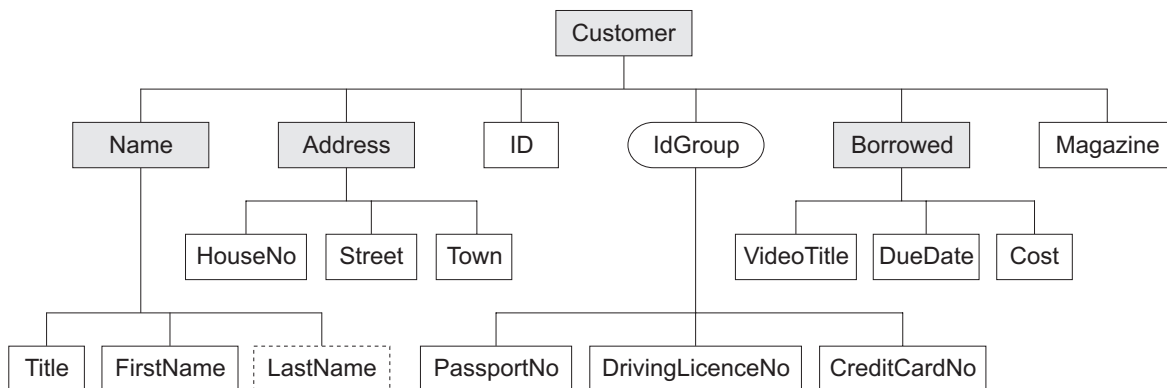 Customer
Name Address ID IdGroup Borrowed Magazine
HouseNo Street Town VideoTitle DueDate Cost
Title FirstName LastName PassportNo DrivingLicenceNo CreditCardNo